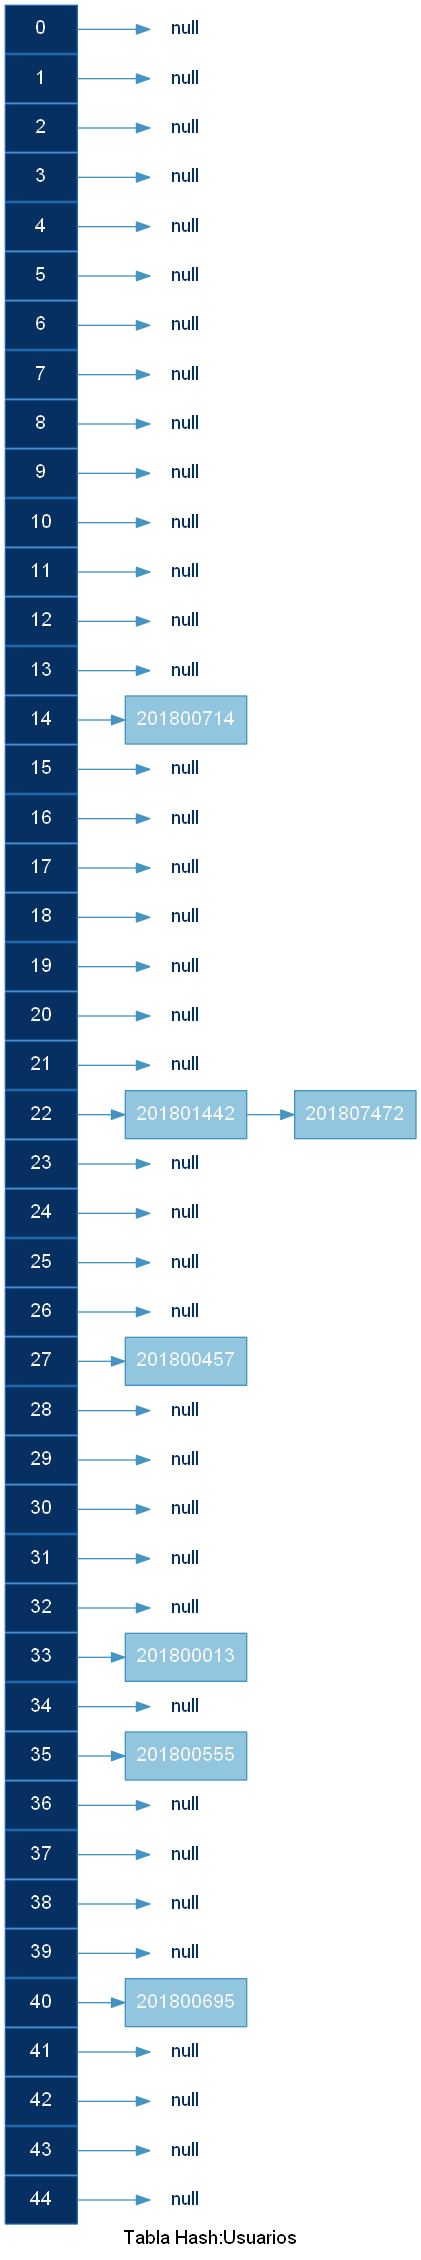 0 null
1 null
2 null
3 null
4 null
5 null
6 null
7 null
8 null
9 null
10 null
11 null
12 null
13 null
14 201800714
15 null
16 null
17 null
18 null
19 null
20 null
21 null
22 201801442 201807472
23 null
24 null
25 null
26 null
27 201800457
28 null
29 null
30 null
31 null
32 null
33 201800013
34 null
35 201800555
36 null
37 null
38 null
39 null
40 201800695
41 null
42 null
43 null
44 null
Tabla Hash:Usuarios